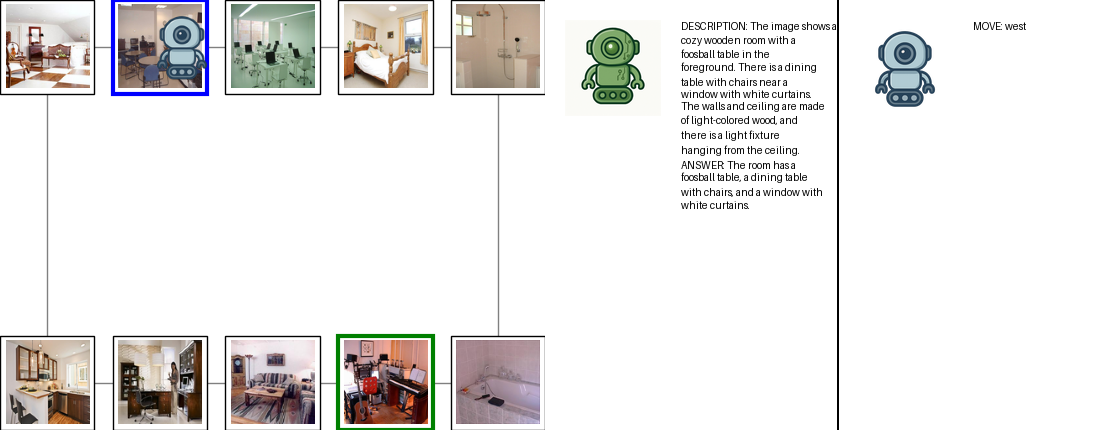 DESCRIPTION: The image shows a
cozy wooden room with a
foosball table in the
foreground. There is a dining
table with chairs near a
window with white curtains.
The walls and ceiling are made
of light-colored wood, and
there is a light fixture
hanging from the ceiling.
ANSWER: The room has a
foosball table, a dining table
with chairs, and a window with
white curtains.
MOVE: west